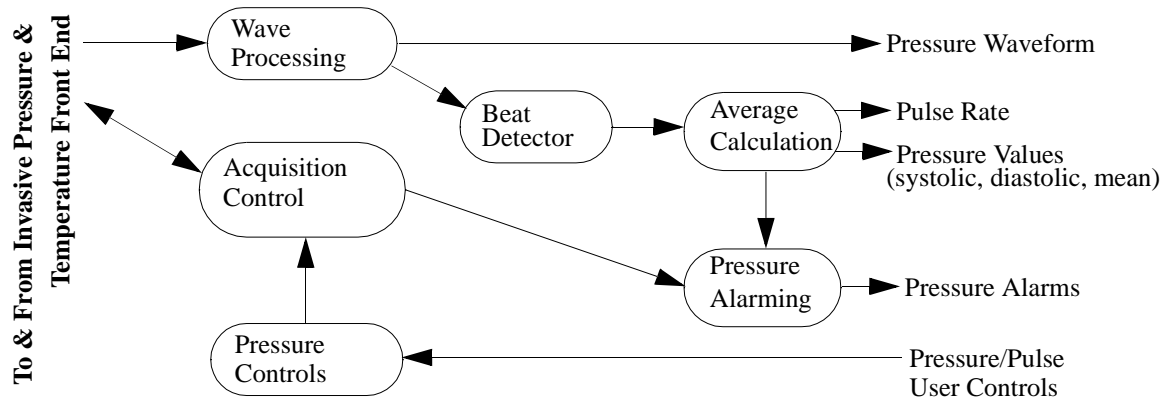 To & From Invasive Pressure &
Temperature Front End
Wave
Processing
Pressure Waveform
Beat
Detector
Average
Calculation
Pulse Rate
Pressure Values
(systolic, diastolic, mean)
Acquisition
Control
Pressure
Alarming
Pressure Alarms
Pressure
Controls
Pressure/Pulse
User Controls